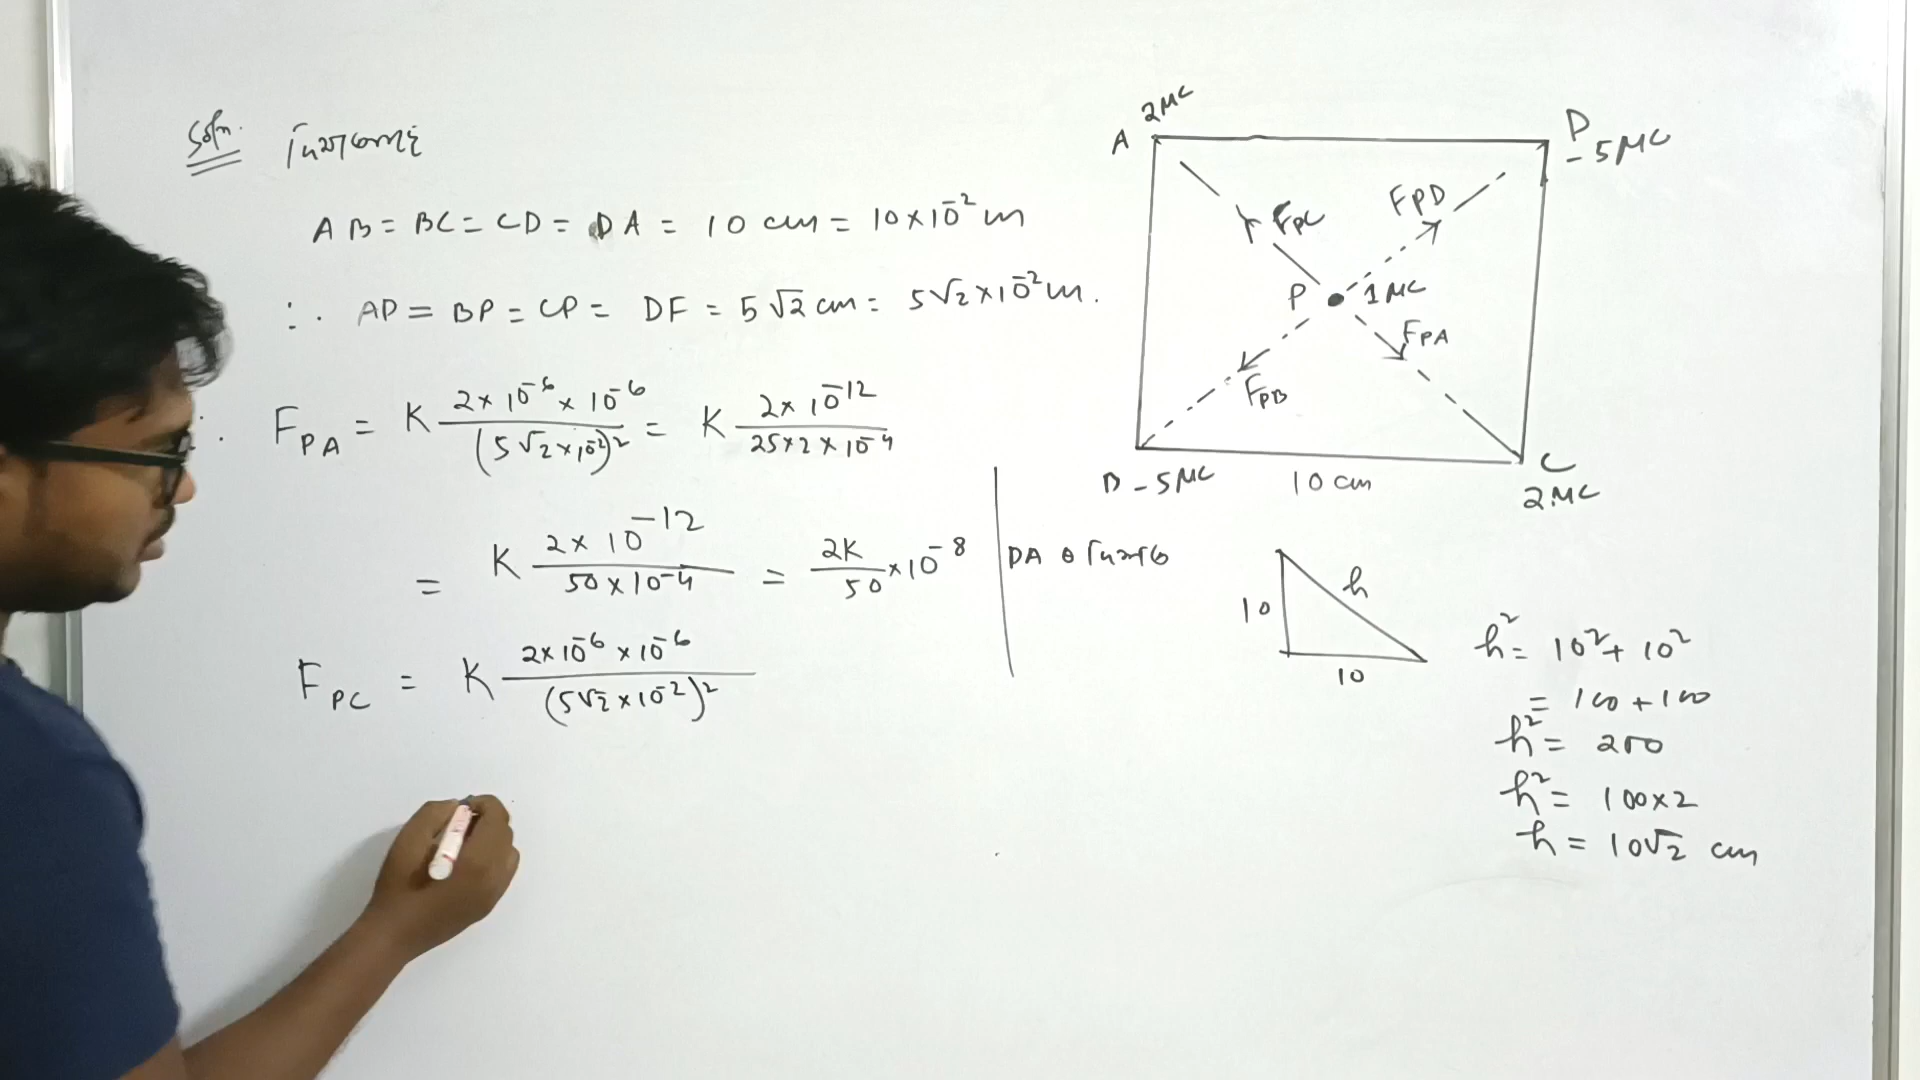 Soln.
AB = BC = CD = DA = 10 cm = 10×10⁻² m
∴ AP = BP = CP = DF = 5√2 cm = 5√2×10⁻² m.
∴ F_PA = K (2×10⁻⁶×10⁻⁶)/(5√2×10⁻²)² = K (2×10⁻¹²)/(25×2×10⁻⁴)
= K (2×10⁻¹²)/(50×10⁻⁴) = 2K/50 ×10⁻⁸
PA
F_PC = K (2×10⁻⁶×10⁻⁶)/(5√2×10⁻²)²
A 2μC
D -5μC
F_PC
F_PD
P 1μC
F_PA
F_PB
B -5μC
10 cm
C 2μC
h
10
10
h² = 10² + 10²
= 100 + 100
h² = 200
h² = 100×2
h = 10√2 cm